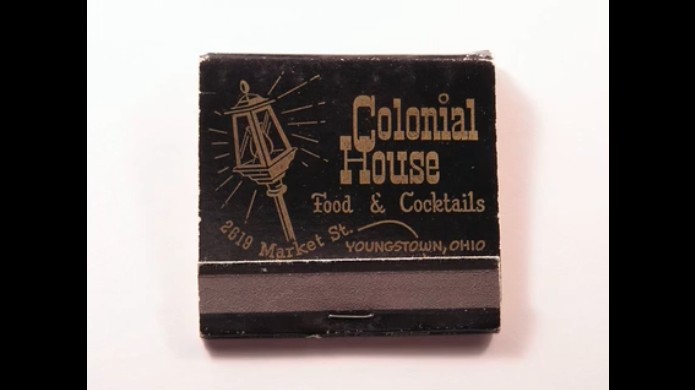 Colonial
House
Food & Cocktails
2619 Market St.
YOUNGSTOWN, OHIO